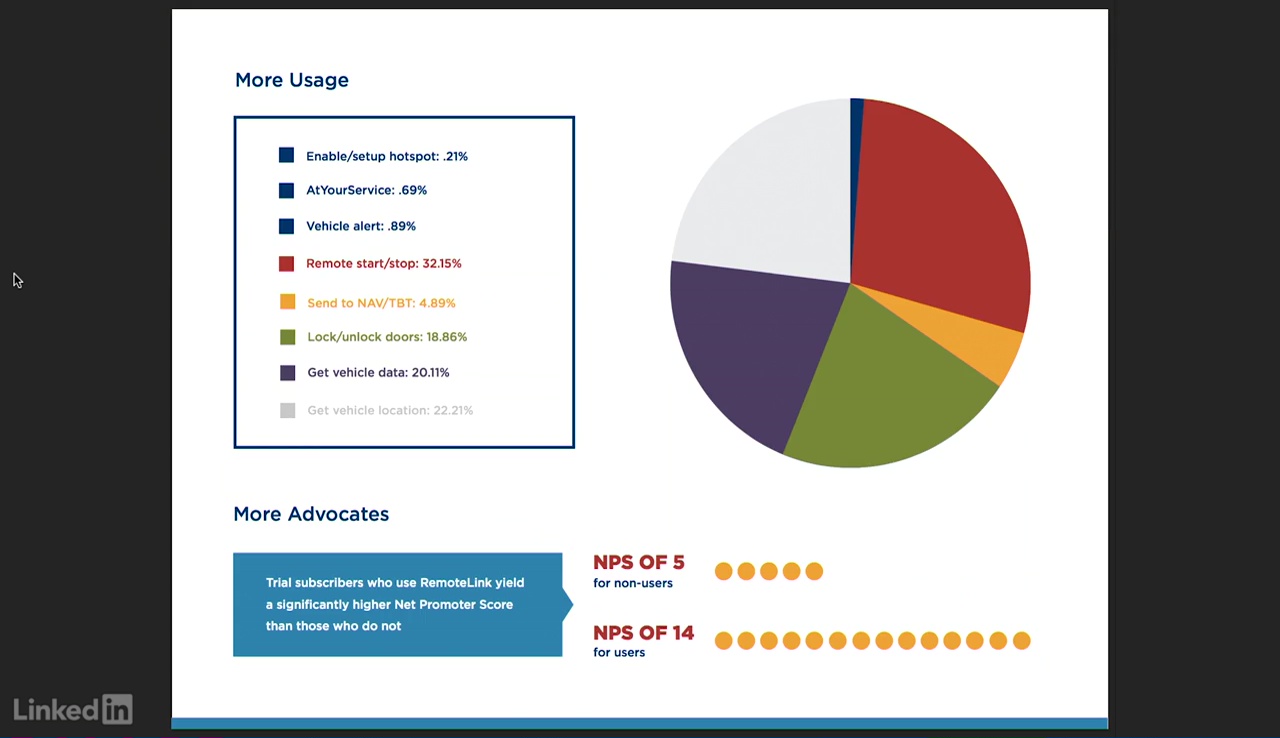 More Usage
Enable/setup hotspot: .21%
AtYourService: .69%
Vehicle alert: .89%
Remote start/stop: 32.15%
Send to NAV/TBT: 4.89%
Lock/unlock doors: 18.86%
Get vehicle data: 20.11%
Get vehicle location: 22.21%
More Advocates
Trial subscribers who use RemoteLink yield
a significantly higher Net Promoter Score
than those who do not
NPS OF 5
for non-users
NPS OF 14
for users
Linked in